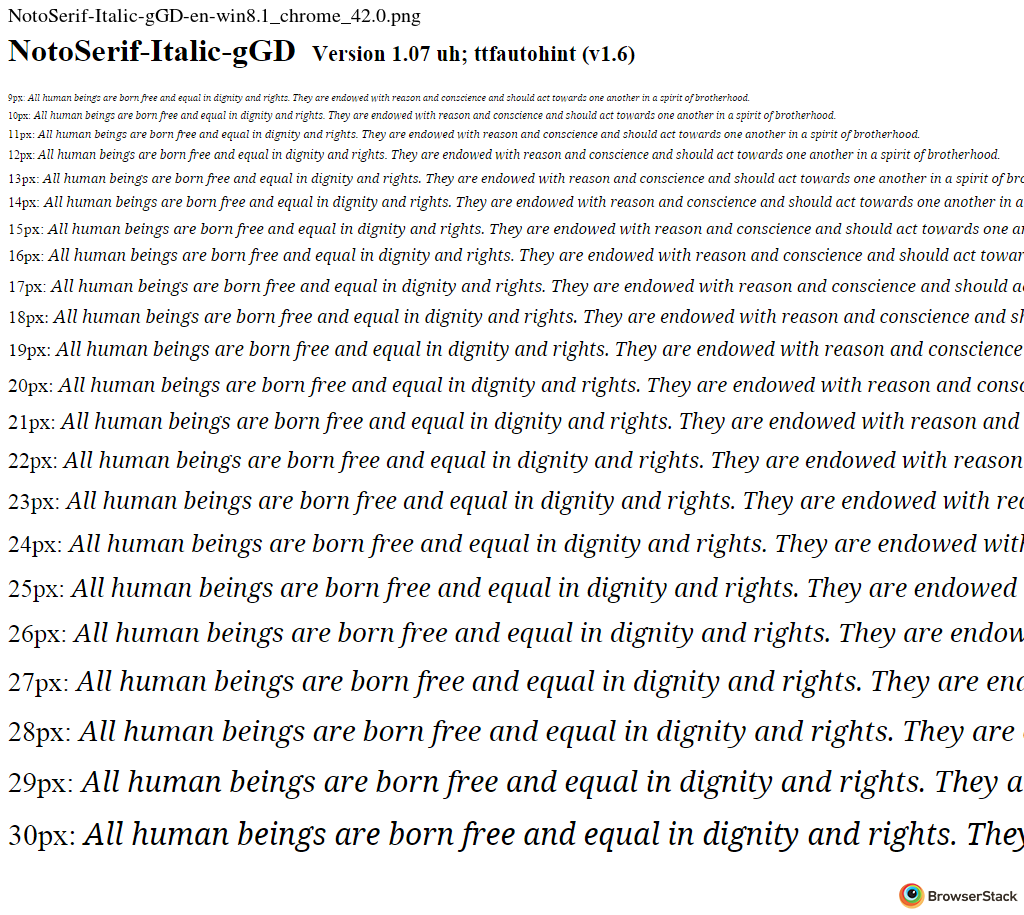 NotoSerif-Italic-gGD-en-win8.1_chrome_42.0.png
NotoSerif-Italic-gGD Version 1.07 uh; ttfautohint (v1.6)
9px: All human beings are born free and equal in dignity and rights. They are endowed with reason and conscience and should act towards one another in a spirit of brotherhood.
10px: All human beings are born free and equal in dignity and rights. They are endowed with reason and conscience and should act towards one another in a spirit of brotherhood.
11px: All human beings are born free and equal in dignity and rights. They are endowed with reason and conscience and should act towards one another in a spirit of brotherhood.
12px: All human beings are born free and equal in dignity and rights. They are endowed with reason and conscience and should act towards one another in a spirit of brotherhood.
13px: All human beings are born free and equal in dignity and rights. They are endowed with reason and conscience and should act towards one another in a spirit of bro
14px: All human beings are born free and equal in dignity and rights. They are endowed with reason and conscience and should act towards one another in a
15px: All human beings are born free and equal in dignity and rights. They are endowed with reason and conscience and should act towards one an
16px: All human beings are born free and equal in dignity and rights. They are endowed with reason and conscience and should act towar
17px: All human beings are born free and equal in dignity and rights. They are endowed with reason and conscience and should a
18px: All human beings are born free and equal in dignity and rights. They are endowed with reason and conscience and sh
19px: All human beings are born free and equal in dignity and rights. They are endowed with reason and conscience
20px: All human beings are born free and equal in dignity and rights. They are endowed with reason and consc
21px: All human beings are born free and equal in dignity and rights. They are endowed with reason and
22px: All human beings are born free and equal in dignity and rights. They are endowed with reason
23px: All human beings are born free and equal in dignity and rights. They are endowed with rea
24px: All human beings are born free and equal in dignity and rights. They are endowed with
25px: All human beings are born free and equal in dignity and rights. They are endowed
26px: All human beings are born free and equal in dignity and rights. They are endow
27px: All human beings are born free and equal in dignity and rights. They are end
28px: All human beings are born free and equal in dignity and rights. They are
29px: All human beings are born free and equal in dignity and rights. They a
30px: All human beings are born free and equal in dignity and rights. They
BrowserStack